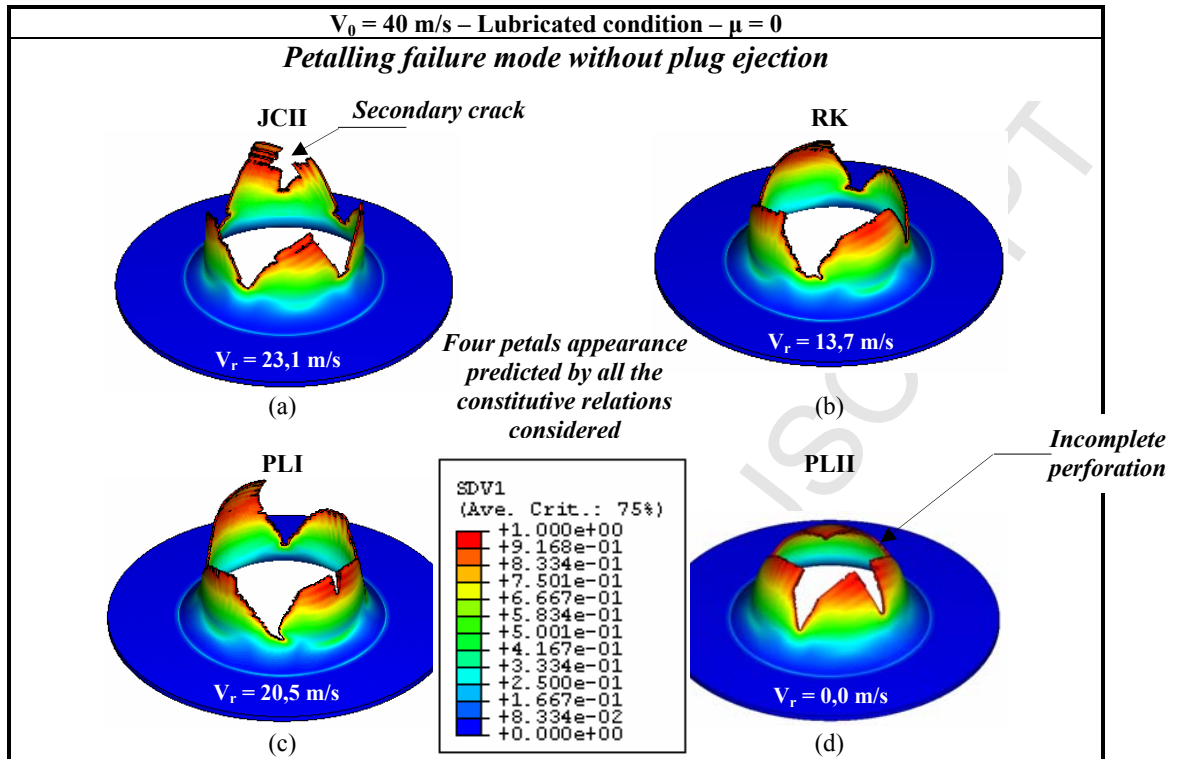 V₀ = 40 m/s – Lubricated condition – μ = 0
Petalling failure mode without plug ejection
JCII
Secondary crack
RK
Vᵣ = 23,1 m/s
Vᵣ = 13,7 m/s
(a)
(b)
Four petals appearance
predicted by all the
constitutive relations
considered
PLI
PLII
Incomplete
perforation
SDV1
(Ave. Crit.: 75%)
+1.000e+00
+9.168e-01
+8.334e-01
+7.501e-01
+6.667e-01
+5.834e-01
+5.001e-01
+4.167e-01
+3.334e-01
+2.500e-01
+1.667e-01
+8.334e-02
+0.000e+00
Vᵣ = 20,5 m/s
Vᵣ = 0,0 m/s
(c)
(d)